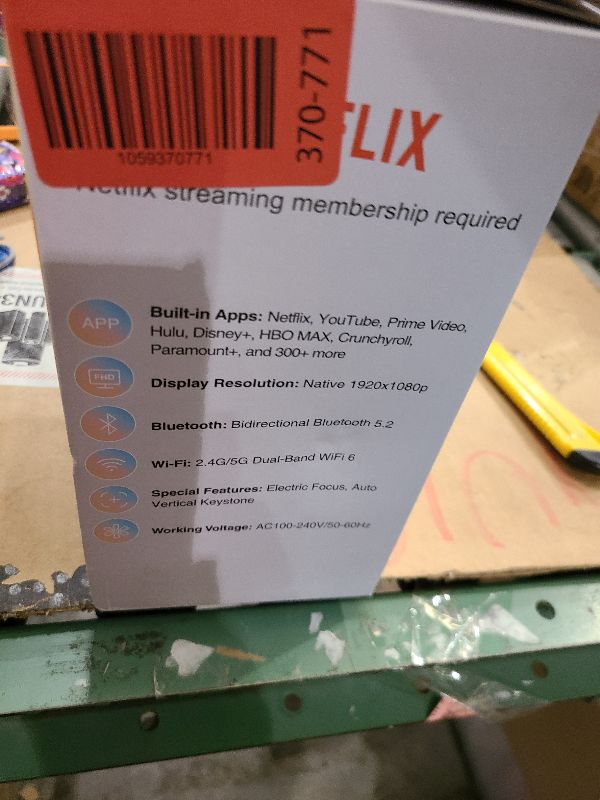 1059370771
370-771
FLIX
Netflix streaming membership required
APP
Built-in Apps: Netflix, YouTube, Prime Video,
Hulu, Disney+, HBO MAX, Crunchyroll,
Paramount+, and 300+ more
FHD
Display Resolution: Native 1920x1080p
Bluetooth: Bidirectional Bluetooth 5.2
Wi-Fi: 2.4G/5G Dual-Band WiFi 6
Special Features: Electric Focus, Auto
Vertical Keystone
Working Voltage: AC100-240V/50-60Hz